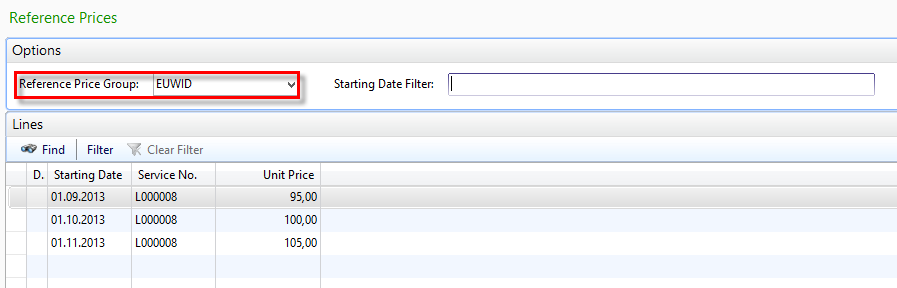 Reference Prices
Options
Reference Price Group: EUWID Starting Date Filter:
Lines
Find Filter Clear Filter
D. Starting Date Service No. Unit Price
01.09.2013 L000008 95,00
01.10.2013 L000008 100,00
01.11.2013 L000008 105,00